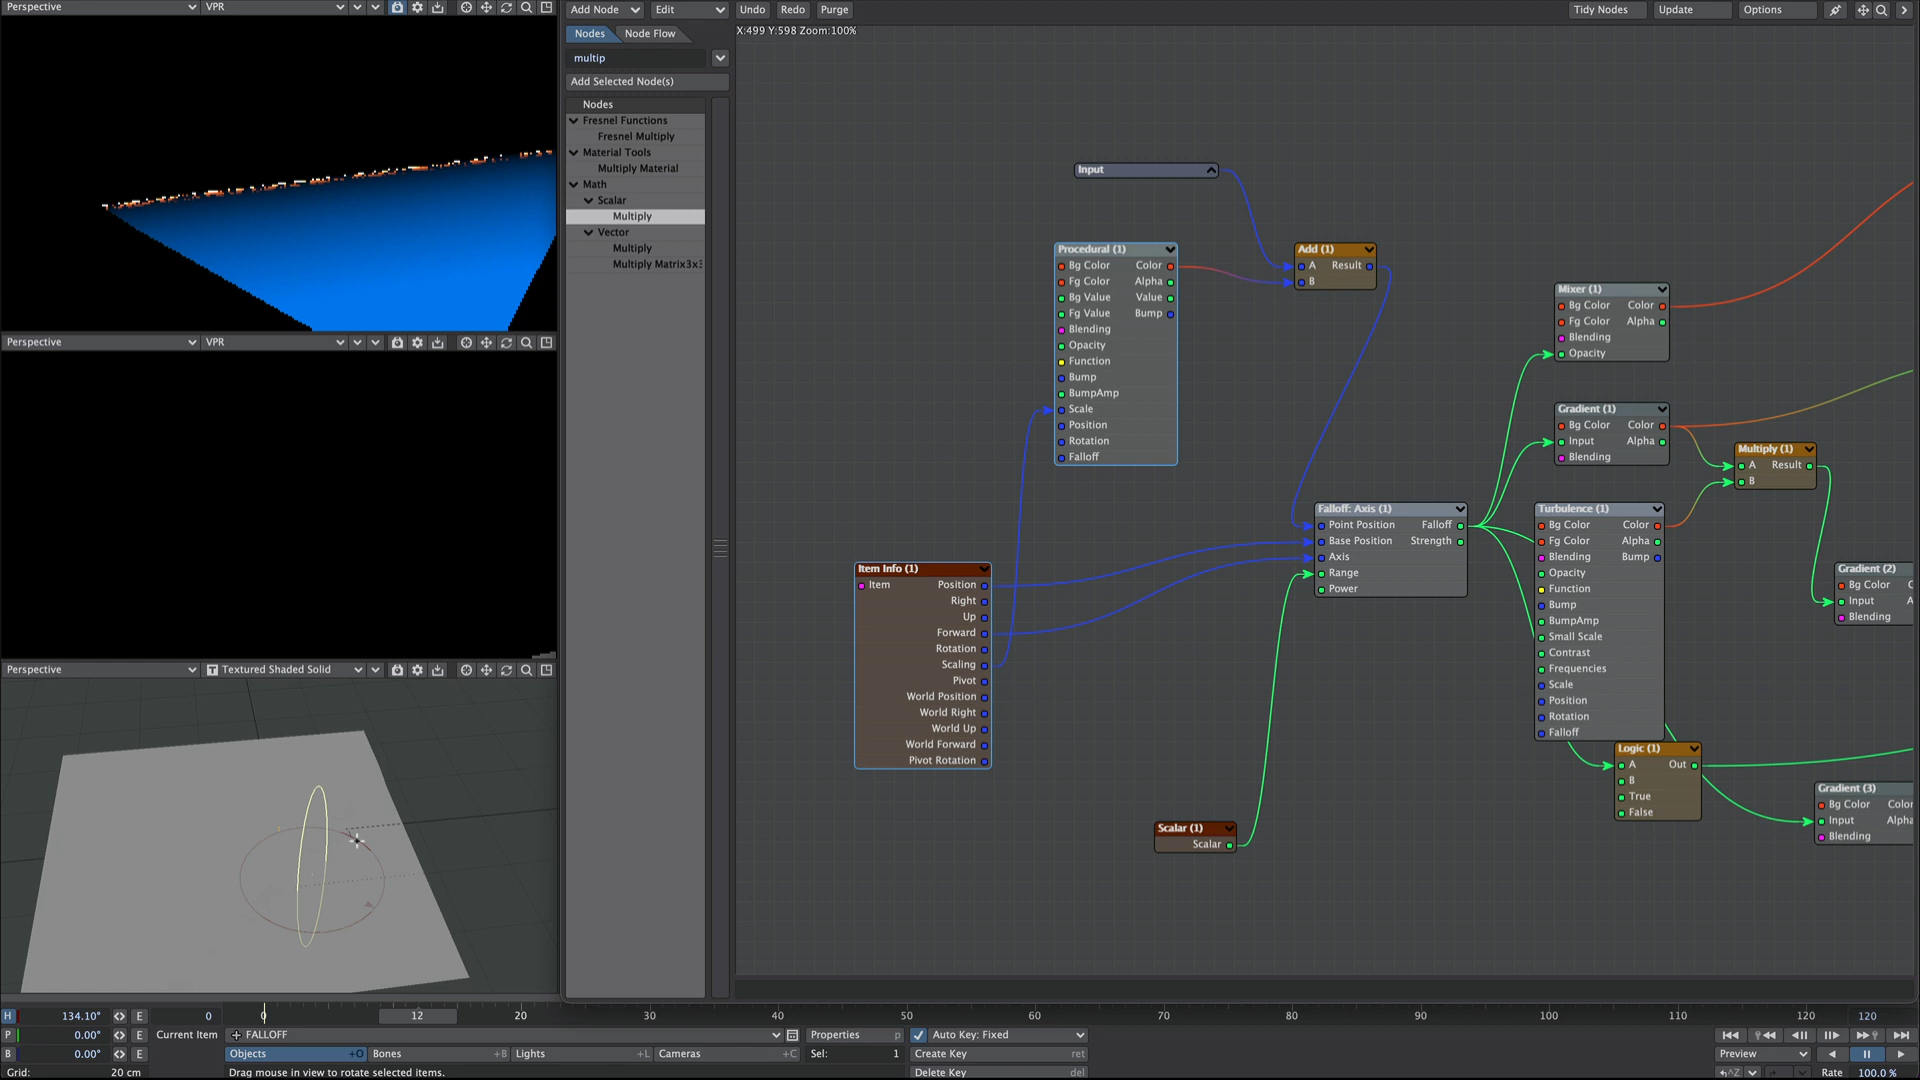 Perspective VPR
Add Node Edit Undo Redo Purge Tidy Nodes Update Options
X:499 Y:598 Zoom:100%
Nodes Node Flow
multip
Add Selected Node(s)
Nodes
Fresnel Functions
Fresnel Multiply
Material Tools
Multiply Material
Math
Scalar
Multiply
Vector
Multiply
Multiply Matrix3x3
Input
Procedural (1)
Bg Color Color
Fg Color Alpha
Bg Value Value
Fg Value Bump
Blending
Opacity
Function
Bump
BumpAmp
Scale
Position
Rotation
Falloff
Add (1)
A Result
B
Mixer (1)
Bg Color Color
Fg Color Alpha
Blending
Opacity
Gradient (1)
Bg Color Color
Input Alpha
Blending
Multiply (1)
A Result
B
Falloff: Axis (1)
Point Position Falloff
Base Position Strength
Axis
Range
Power
Turbulence (1)
Bg Color Color
Fg Color Alpha
Blending Bump
Opacity
Function
Bump
BumpAmp
Small Scale
Contrast
Frequencies
Scale
Position
Rotation
Falloff
Gradient (2)
Bg Color C
Input A
Blending
Item Info (1)
Item Position
Right
Up
Forward
Rotation
Scaling
Pivot
World Position
World Right
World Up
World Forward
Pivot Rotation
Logic (1)
A Out
B
True
False
Gradient (3)
Bg Color Color
Input Alpha
Blending
Scalar (1)
Scalar
Perspective VPR
Perspective T Textured Shaded Solid
H 134.10° E 0 0 12 20 30 40 50 60 70 80 90 100 110 120 120
P 0.00° E Current Item FALLOFF Properties p Auto Key: Fixed
B 0.00° E Objects +O Bones +B Lights +L Cameras +C Sel: 1 Create Key ret Preview
Grid: 20 cm Drag mouse in view to rotate selected items. Delete Key del ^Z Rate 100.0 %